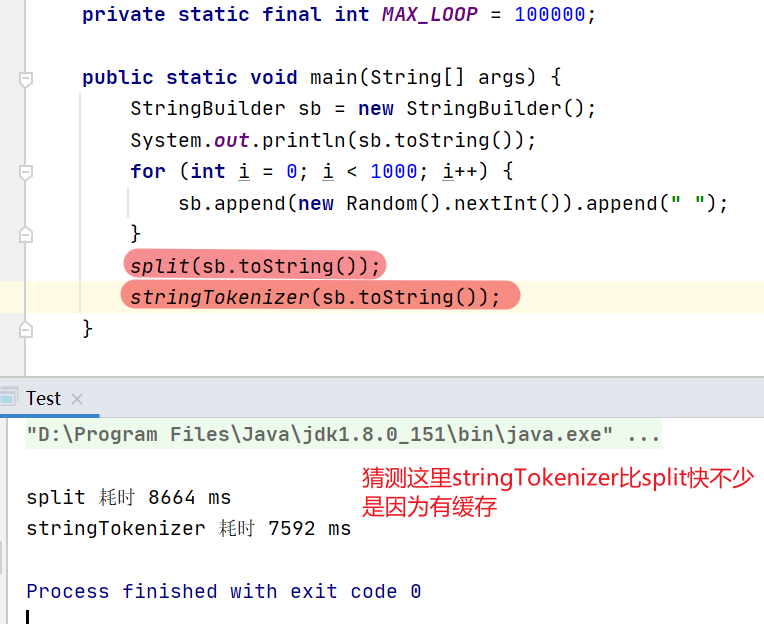 private static final int MAX_LOOP = 100000;
public static void main(String[] args) {
StringBuilder sb = new StringBuilder();
System.out.println(sb.toString());
for (int i = 0; i < 1000; i++) {
sb.append(new Random().nextInt()).append(" ");
}
split(sb.toString());
stringTokenizer(sb.toString());
}
Test ×
"D:\Program Files\Java\jdk1.8.0_151\bin\java.exe" ...
猜测这里stringTokenizer比split快不少
是因为有缓存
split 耗时 8664 ms
stringTokenizer 耗时 7592 ms
Process finished with exit code 0